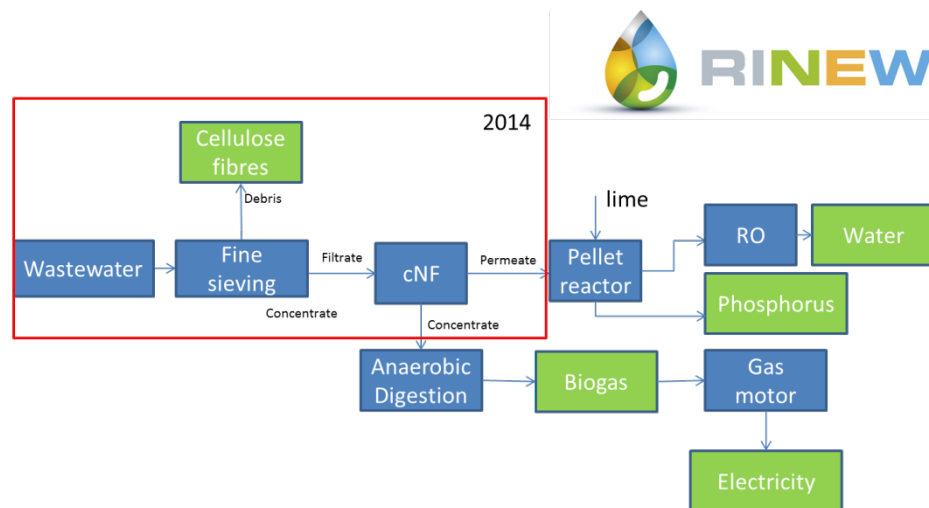 RINEW
2014
Cellulose
fibres
Debris
lime
Wastewater
Fine
sieving
Filtrate
cNF
Permeate
Pellet
reactor
RO
Water
Concentrate
Concentrate
Phosphorus
Anaerobic
Digestion
Biogas
Gas
motor
Electricity